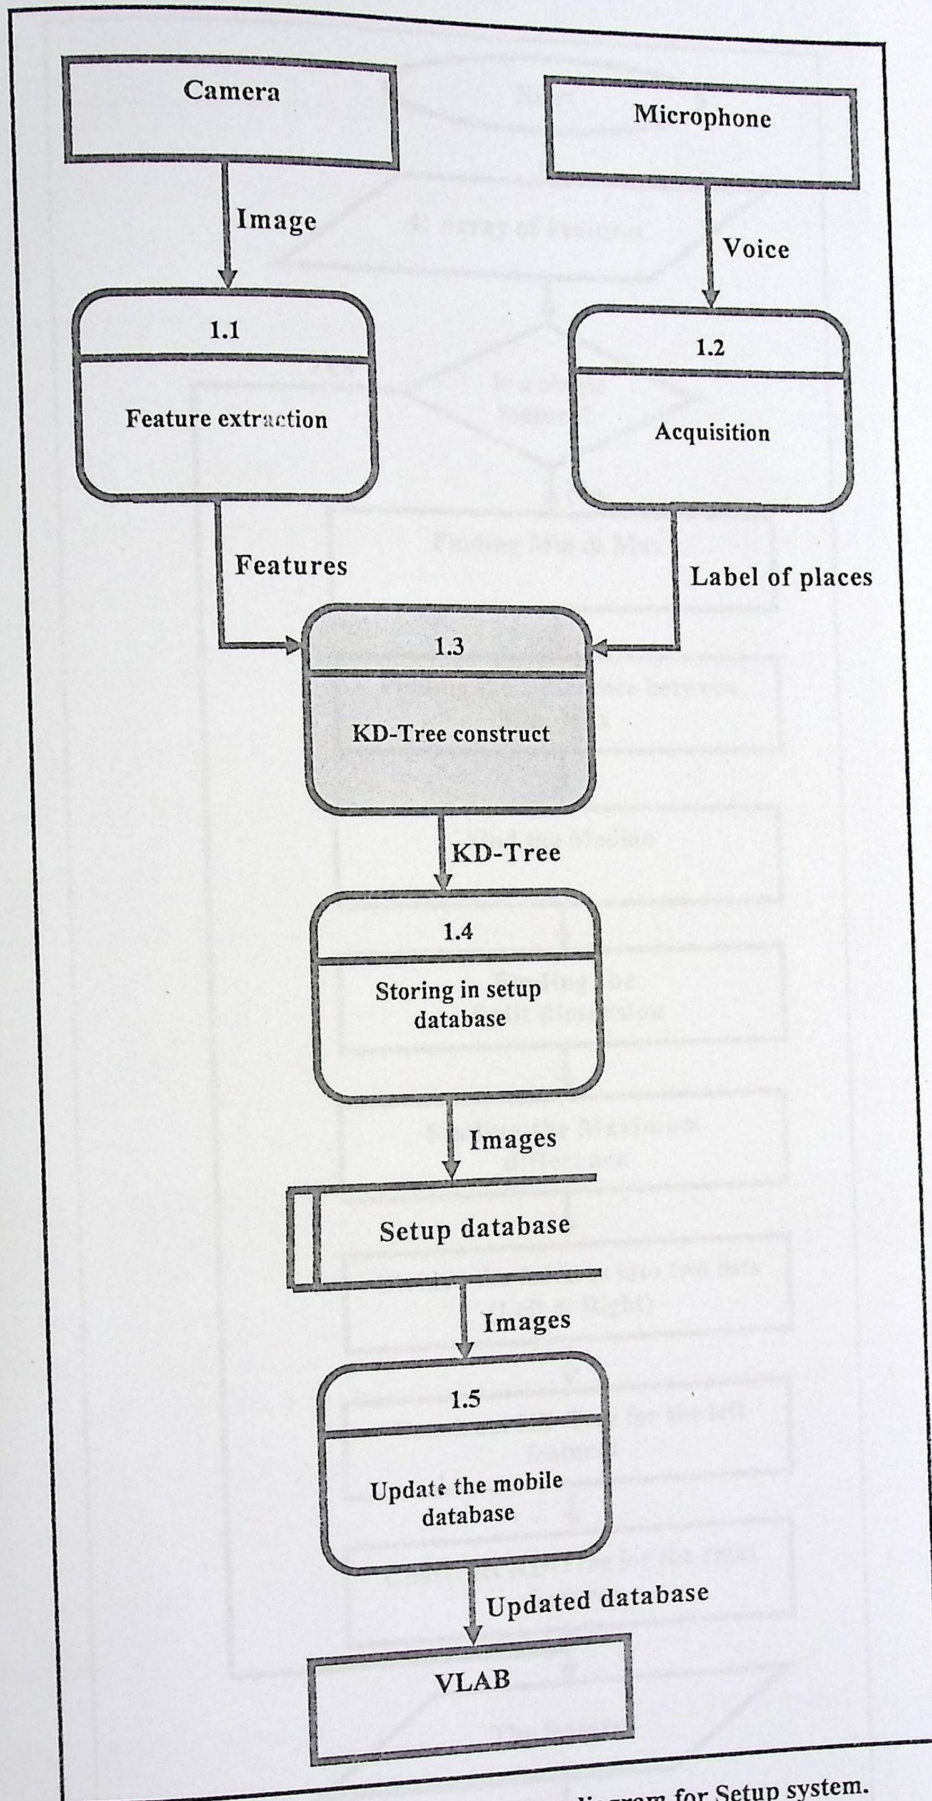 Camera
Microphone
Image
Voice
1.1
Feature extraction
1.2
Acquisition
Features
Label of places
1.3
KD-Tree construct
KD-Tree
1.4
Storing in setup
database
Images
Setup database
Images
1.5
Update the mobile
database
Updated database
VLAB
diagram for Setup system.